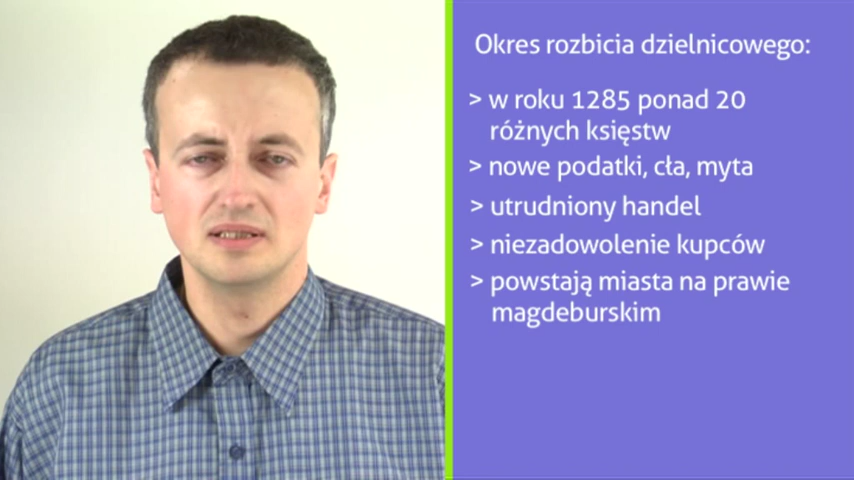 Okres rozbicia dzielnicowego:
> w roku 1285 ponad 20
różnych księstw
> nowe podatki, cła, myta
> utrudniony handel
> niezadowolenie kupców
> powstają miasta na prawie
magdeburskim